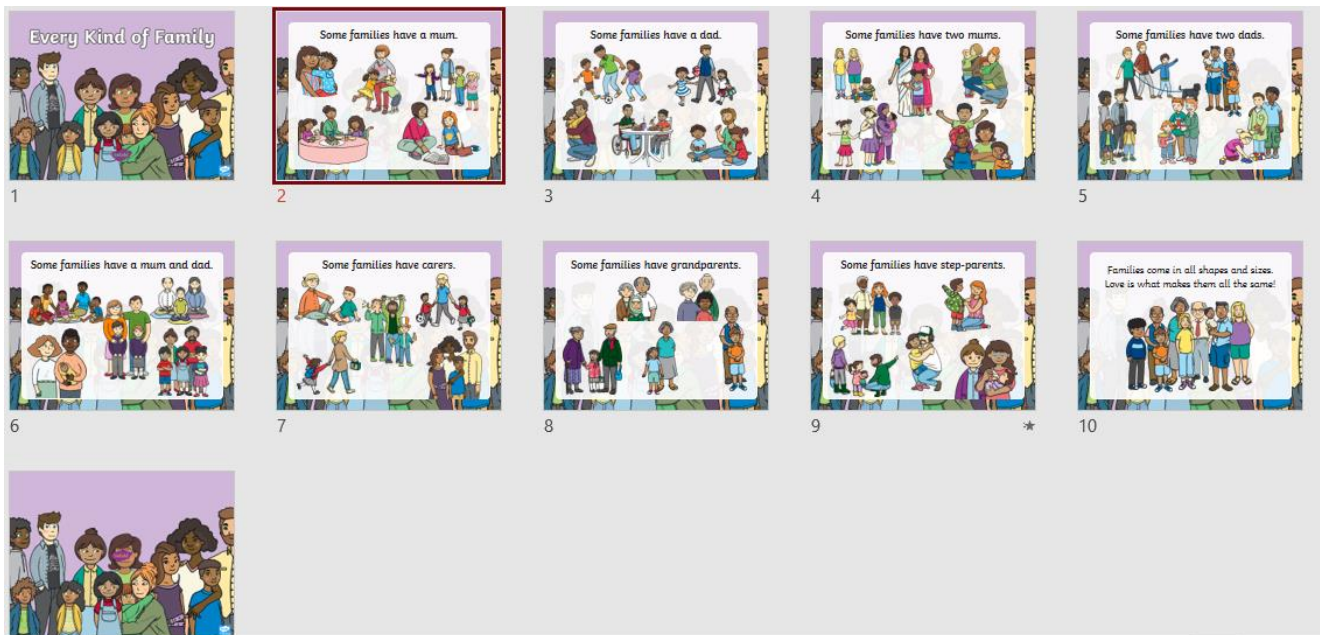 Every Kind of Family
Some families have a mum.
Some families have a dad.
Some families have two mums.
Some families have two dads.
1
2
3
4
5
Some families have a mum and dad.
Some families have carers.
Some families have grandparents.
Some families have step-parents.
Families come in all shapes and sizes.
Love is what makes them all the same!
6
7
8
9
10